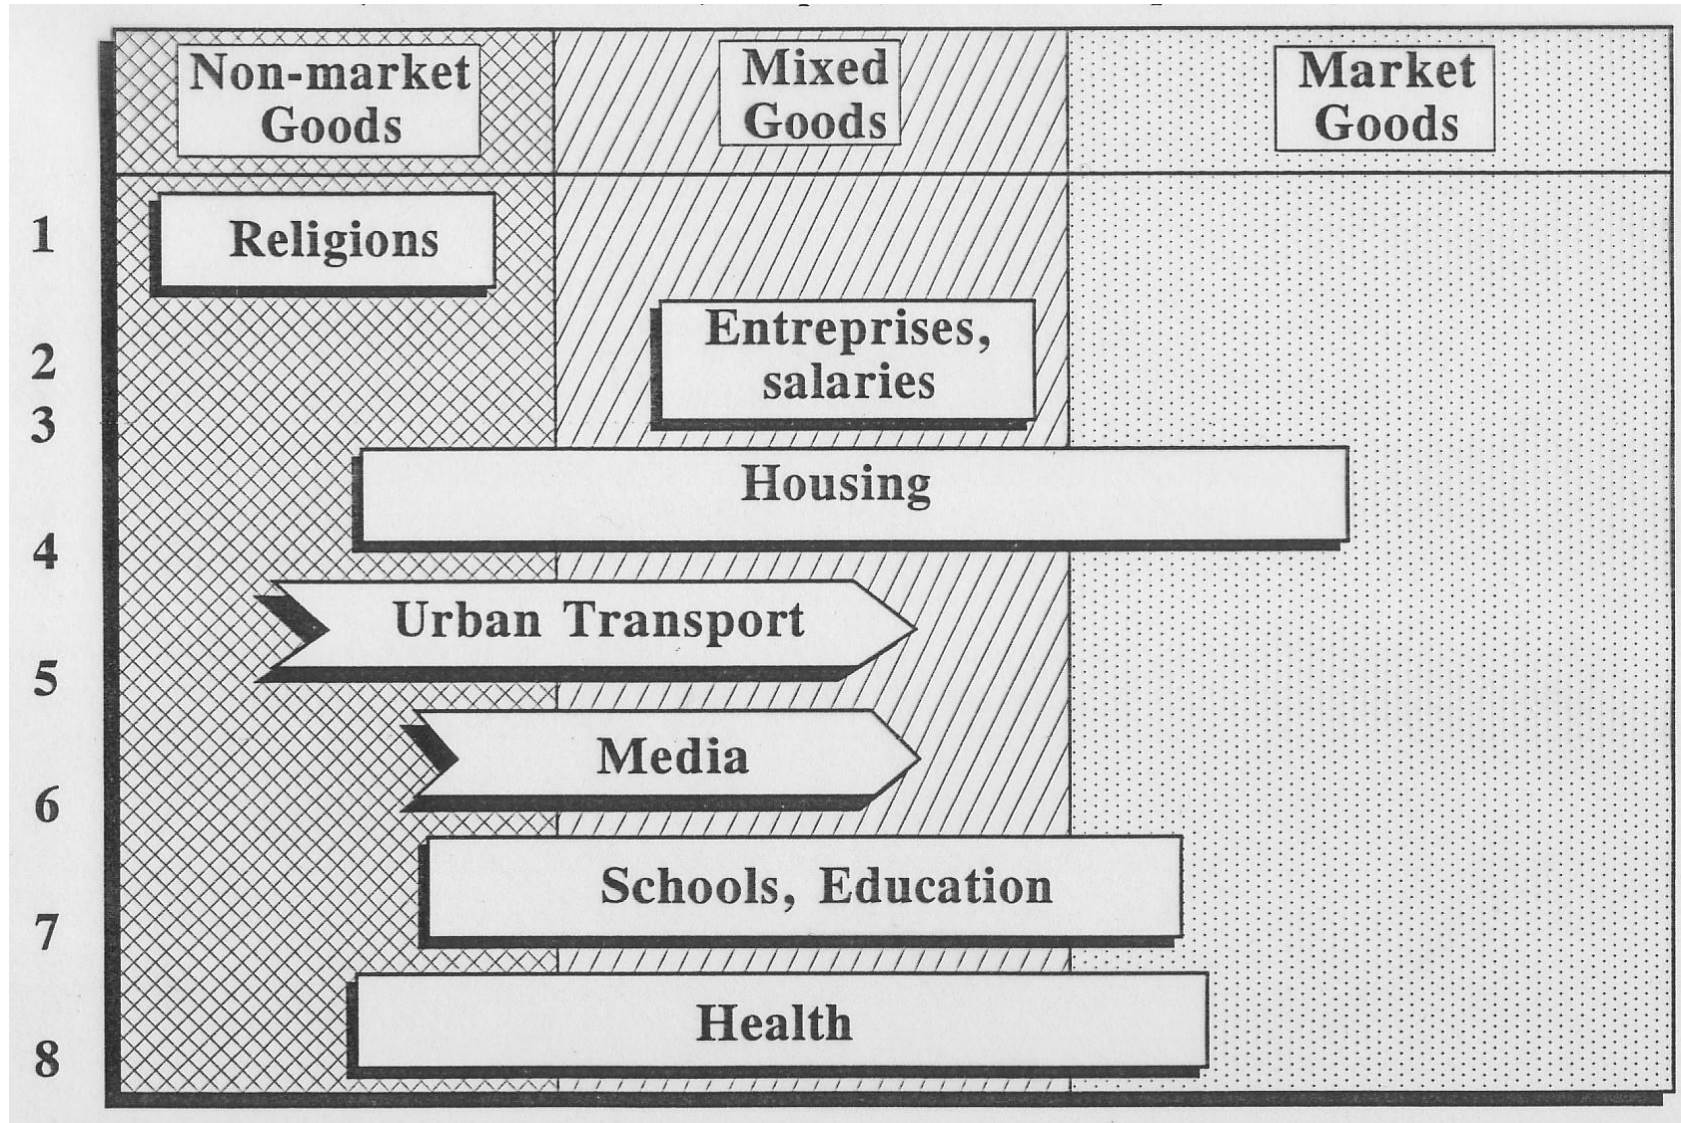 Non-market
Goods
Mixed
Goods
Market
Goods
1
Religions
Entreprises,
2
salaries
3
Housing
4
Urban Transport
5
Media
6
Schools, Education
7
Health
8